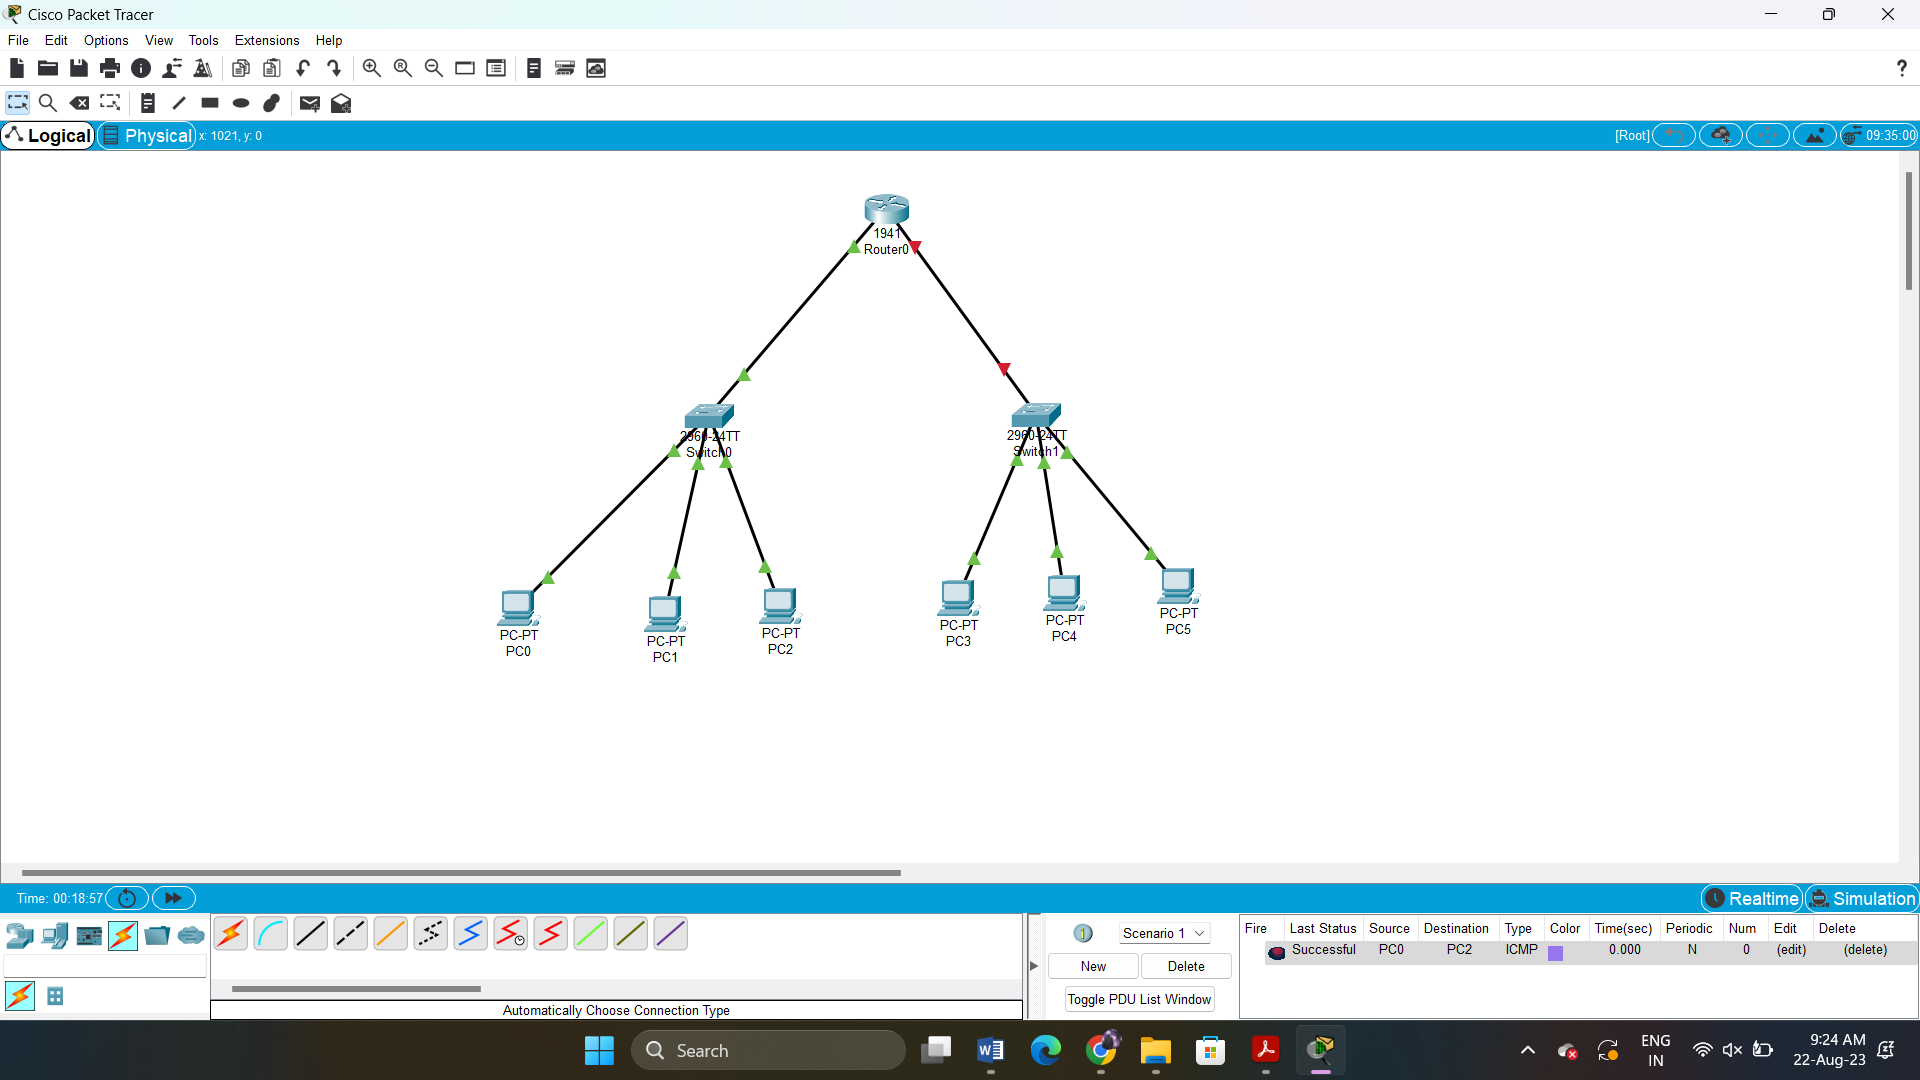 Cisco Packet Tracer
File Edit Options View Tools Extensions Help
?
Logical Physical x: 1021, y: 0 [Root] 09:35:00
1941
Router0
2960-24TT
Switch0
2960-24TT
Switch1
PC-PT
PC0
PC-PT
PC1
PC-PT
PC2
PC-PT
PC3
PC-PT
PC4
PC-PT
PC5
Time: 00:18:57 Realtime Simulation
Automatically Choose Connection Type
Scenario 1
New Delete
Toggle PDU List Window
Fire Last Status Source Destination Type Color Time(sec) Periodic Num Edit Delete
Successful PC0 PC2 ICMP 0.000 N 0 (edit) (delete)
Search
ENG
IN
9:24 AM
22-Aug-23